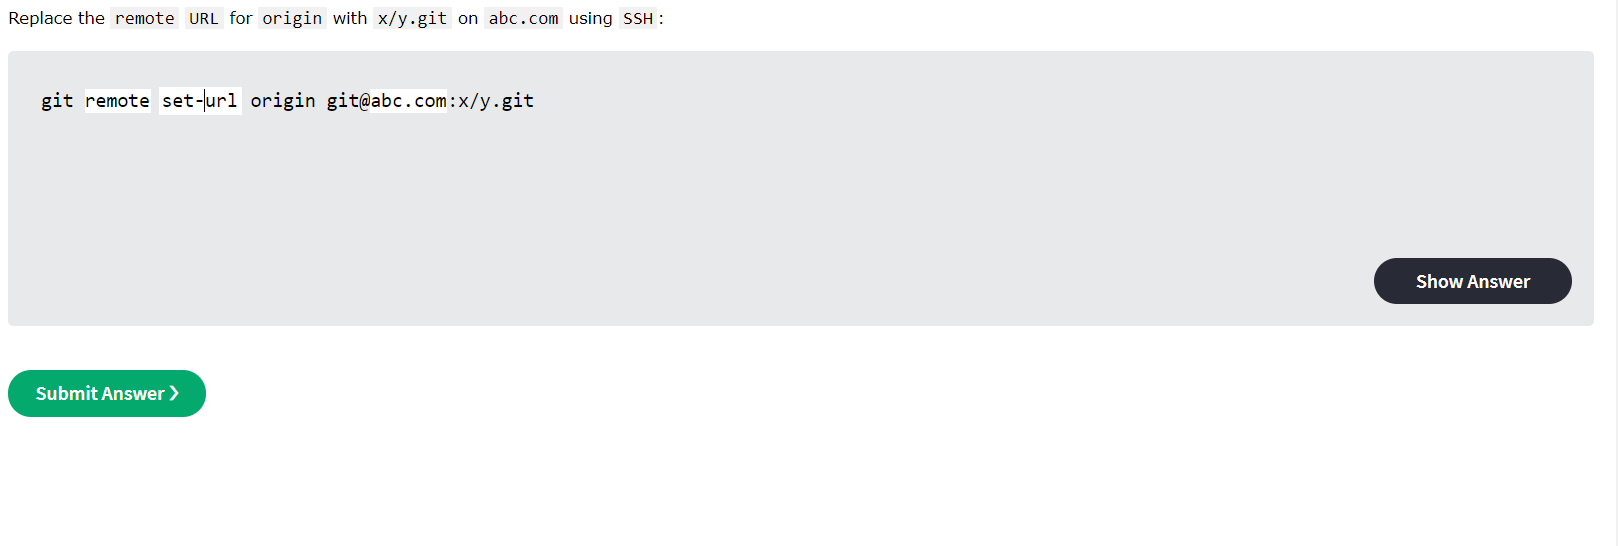 Replace the remote URL for origin with x/y.git on abc.com using SSH:
git remote set-url origin git@abc.com:x/y.git
Show Answer
Submit Answer ❯